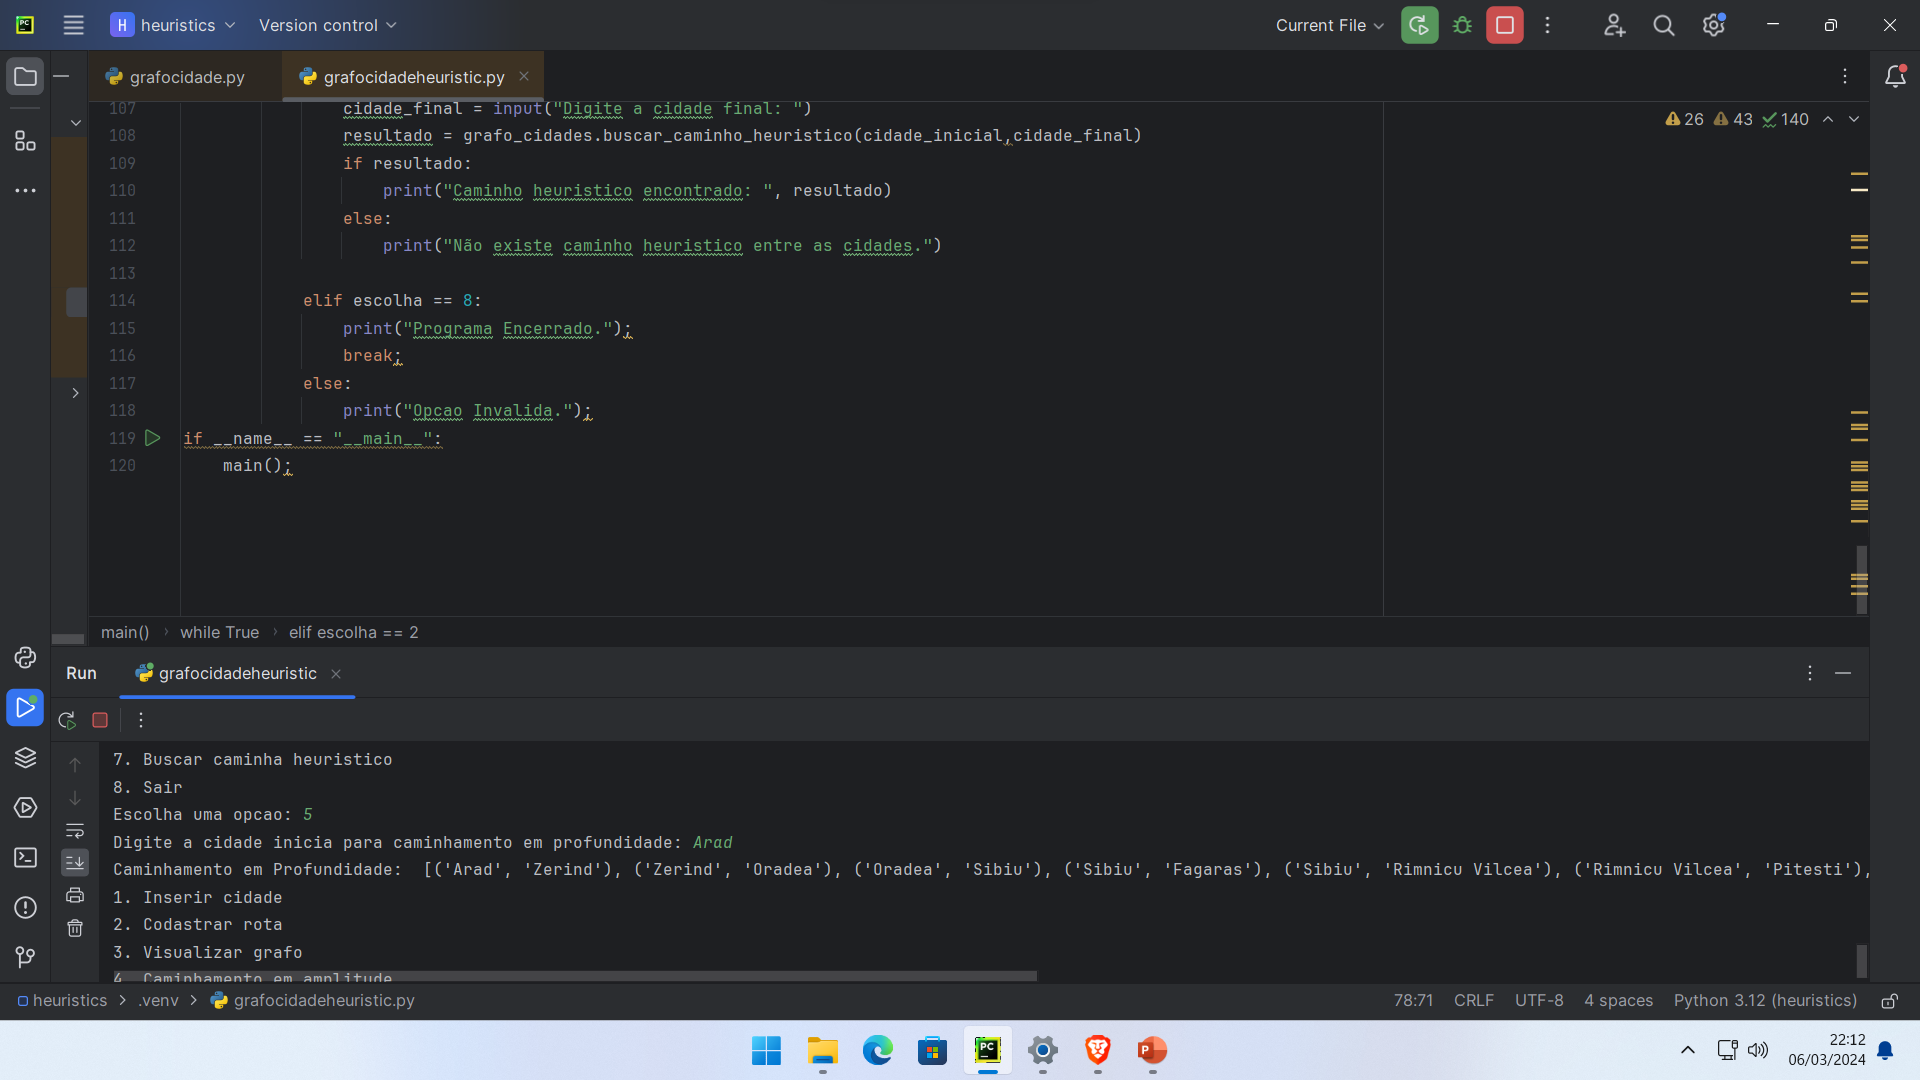 H heuristics Version control Current File
grafocidade.py grafocidadeheuristic.py
107 cidade_final = input("Digite a cidade final: ")
26 43 140
108 resultado = grafo_cidades.buscar_caminho_heuristico(cidade_inicial,cidade_final)
109 if resultado:
110 print("Caminho heuristico encontrado: ", resultado)
111 else:
112 print("Não existe caminho heuristico entre as cidades.")
113
114 elif escolha == 8:
115 print("Programa Encerrado.");
116 break;
117 else:
118 print("Opcao Invalida.");
119 if __name__ == "__main__":
120 main();
main() › while True › elif escolha == 2
Run grafocidadeheuristic
7. Buscar caminha heuristico
8. Sair
Escolha uma opcao: 5
Digite a cidade inicia para caminhamento em profundidade: Arad
Caminhamento em Profundidade:  [('Arad', 'Zerind'), ('Zerind', 'Oradea'), ('Oradea', 'Sibiu'), ('Sibiu', 'Fagaras'), ('Sibiu', 'Rimnicu Vilcea'), ('Rimnicu Vilcea', 'Pitesti'),
1. Inserir cidade
2. Codastrar rota
3. Visualizar grafo
4. Caminhamento em amplitude
heuristics > .venv > grafocidadeheuristic.py 78:71 CRLF UTF-8 4 spaces Python 3.12 (heuristics)
22:12
06/03/2024